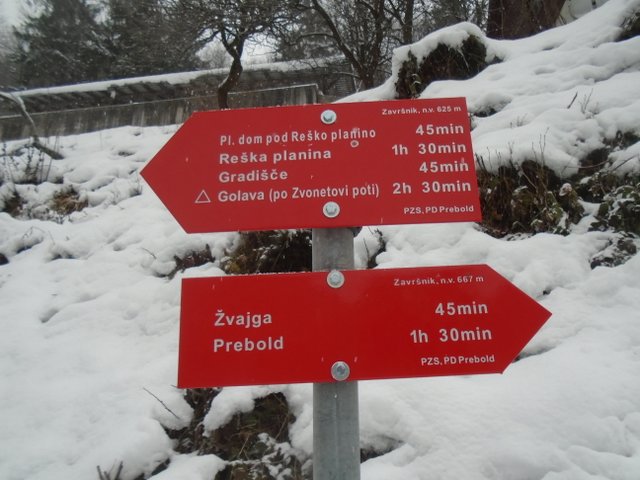 Završnik, n.v. 625 m
Pl. dom pod Reško planino 45min
Reška planina 1h 30min
Gradišče 45min
Golava (po Zvonetovi poti) 2h 30min
PZS, PD Prebold
Završnik, n.v. 667 m
Žvajga 45min
Prebold 1h 30min
PZS, PD Prebold